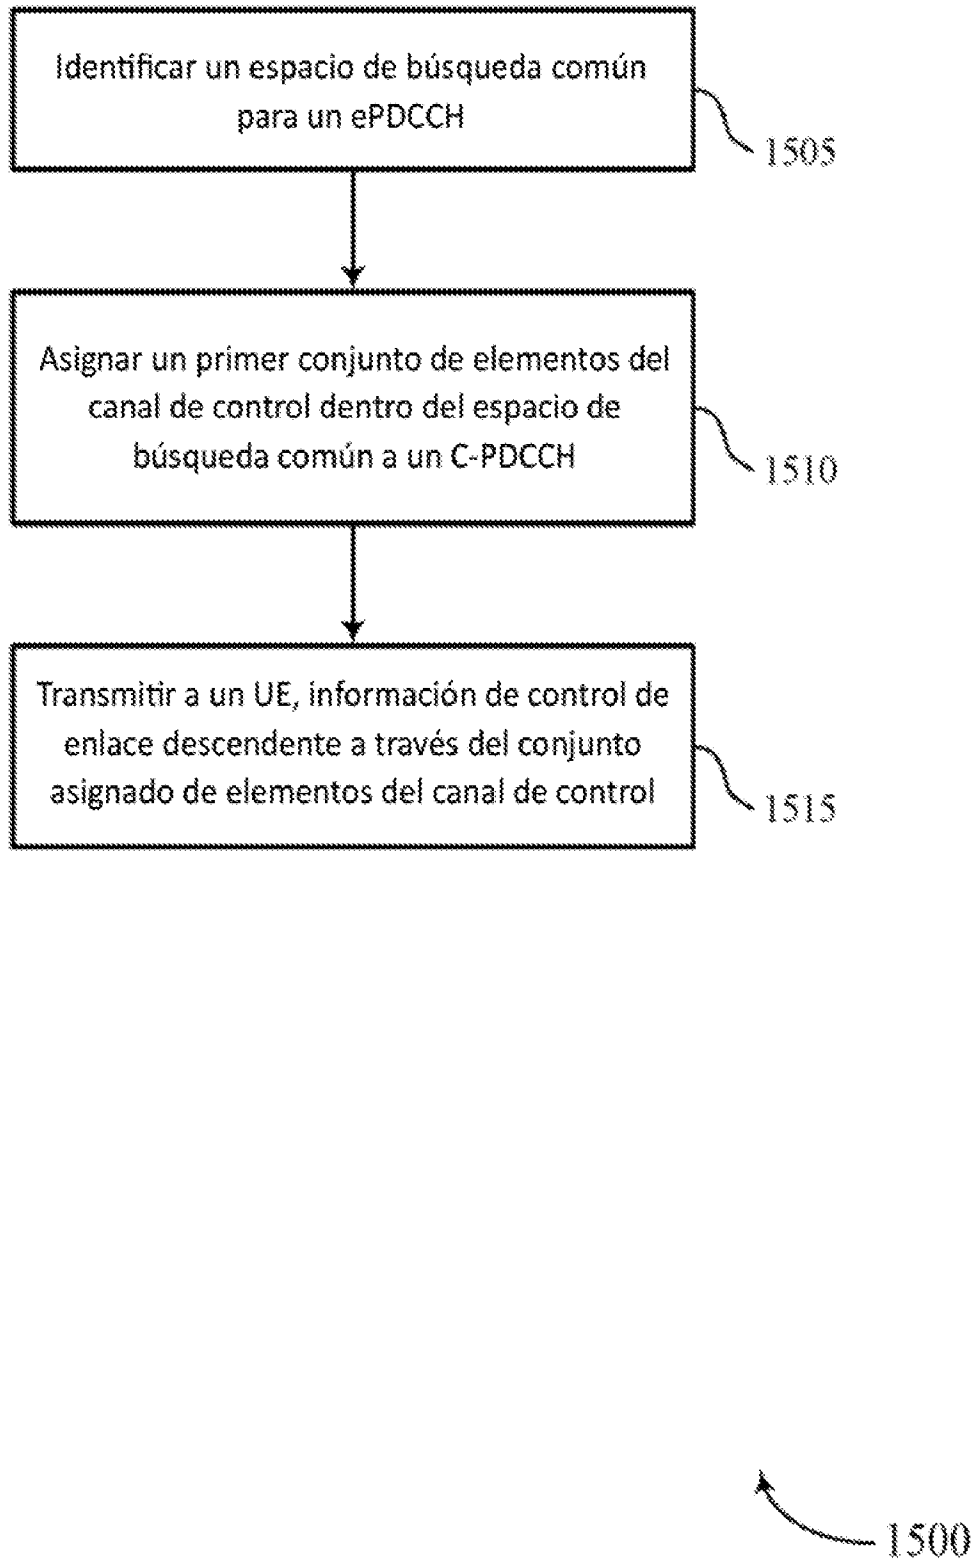 Identificar un espacio de búsqueda común
para un ePDCCH
1505
Asignar un primer conjunto de elementos del
canal de control dentro del espacio de
búsqueda común a un C-PDCCH
1510
Transmitir a un UE, información de control de
enlace descendente a través del conjunto
asignado de elementos del canal de control
1515
1500